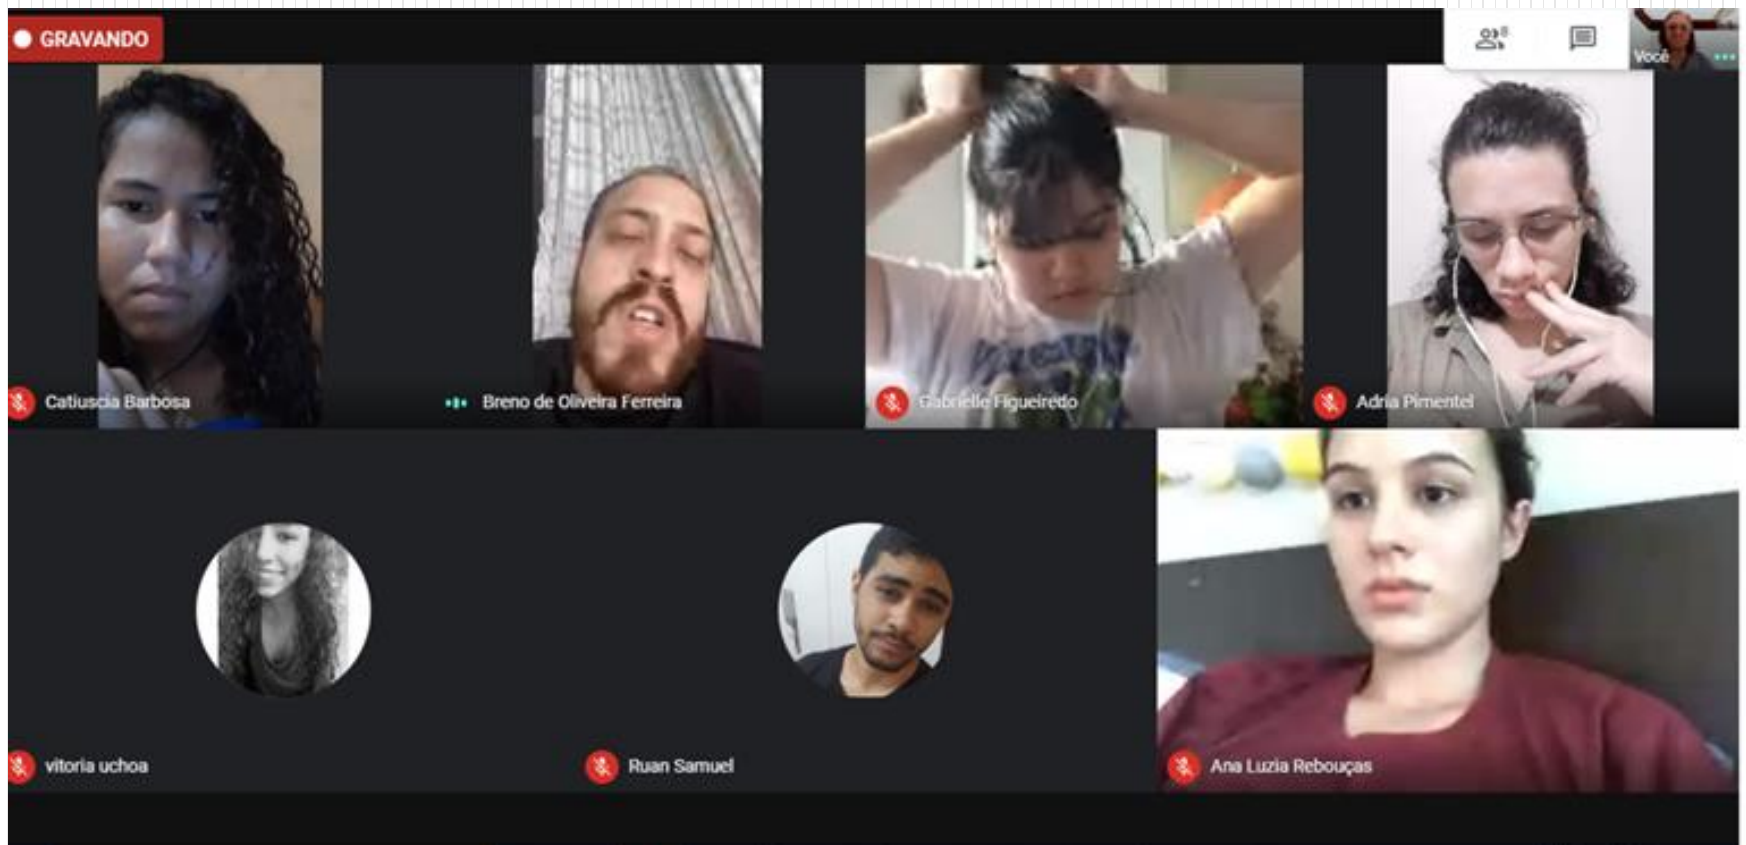 GRAVANDO
8
Você
Catiuscia Barbosa
Breno de Oliveira Ferreira
Gabrielle Figueiredo
Adria Pimentel
vitoria uchoa
Ruan Samuel
Ana Luzia Rebouças